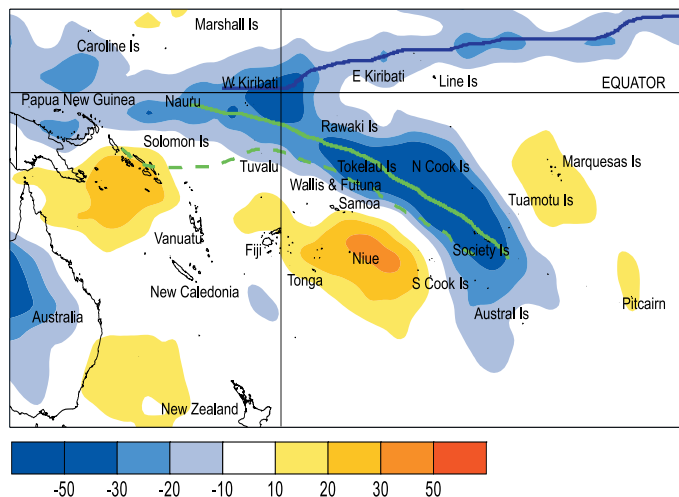 Marshall Is
Caroline Is
W Kiribati
E Kiribati
Line Is
EQUATOR
Papua New Guinea
Nauru
Rawaki Is
Solomon Is
Tuvalu
Tokelau Is
N Cook Is
Marquesas Is
Wallis & Futuna
Samoa
Tuamotu Is
Vanuatu
Fiji
Niue
Society Is
Tonga
S Cook Is
New Caledonia
Pitcairn
Australia
Austral Is
New Zealand
-50 -30 -20 -10 10 20 30 50